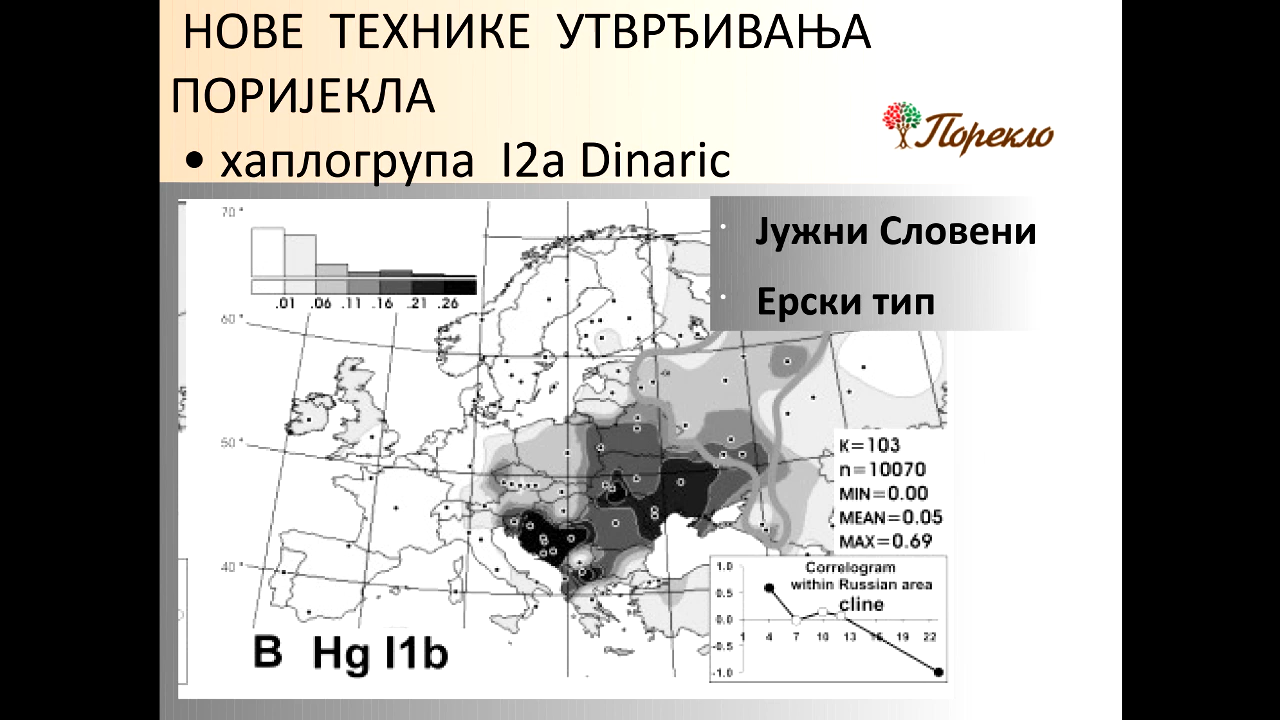 НОВЕ ТЕХНИКЕ УТВРЂИВАЊА
ПОРИЈЕКЛА
• хаплогрупа I2a Dinaric
Порекло
• Јужни Словени
• Ерски тип
70°
60°
50°
40°
.01 .06 .11 .16 .21 .26
K=103
n=10070
MIN=0.00
MEAN=0.05
MAX=0.69
Correlogram
within Russian area
cline
1.0
0.5
0.0
-0.5
-1.0
1 4 7 10 13 16 19 22
B Hg I1b